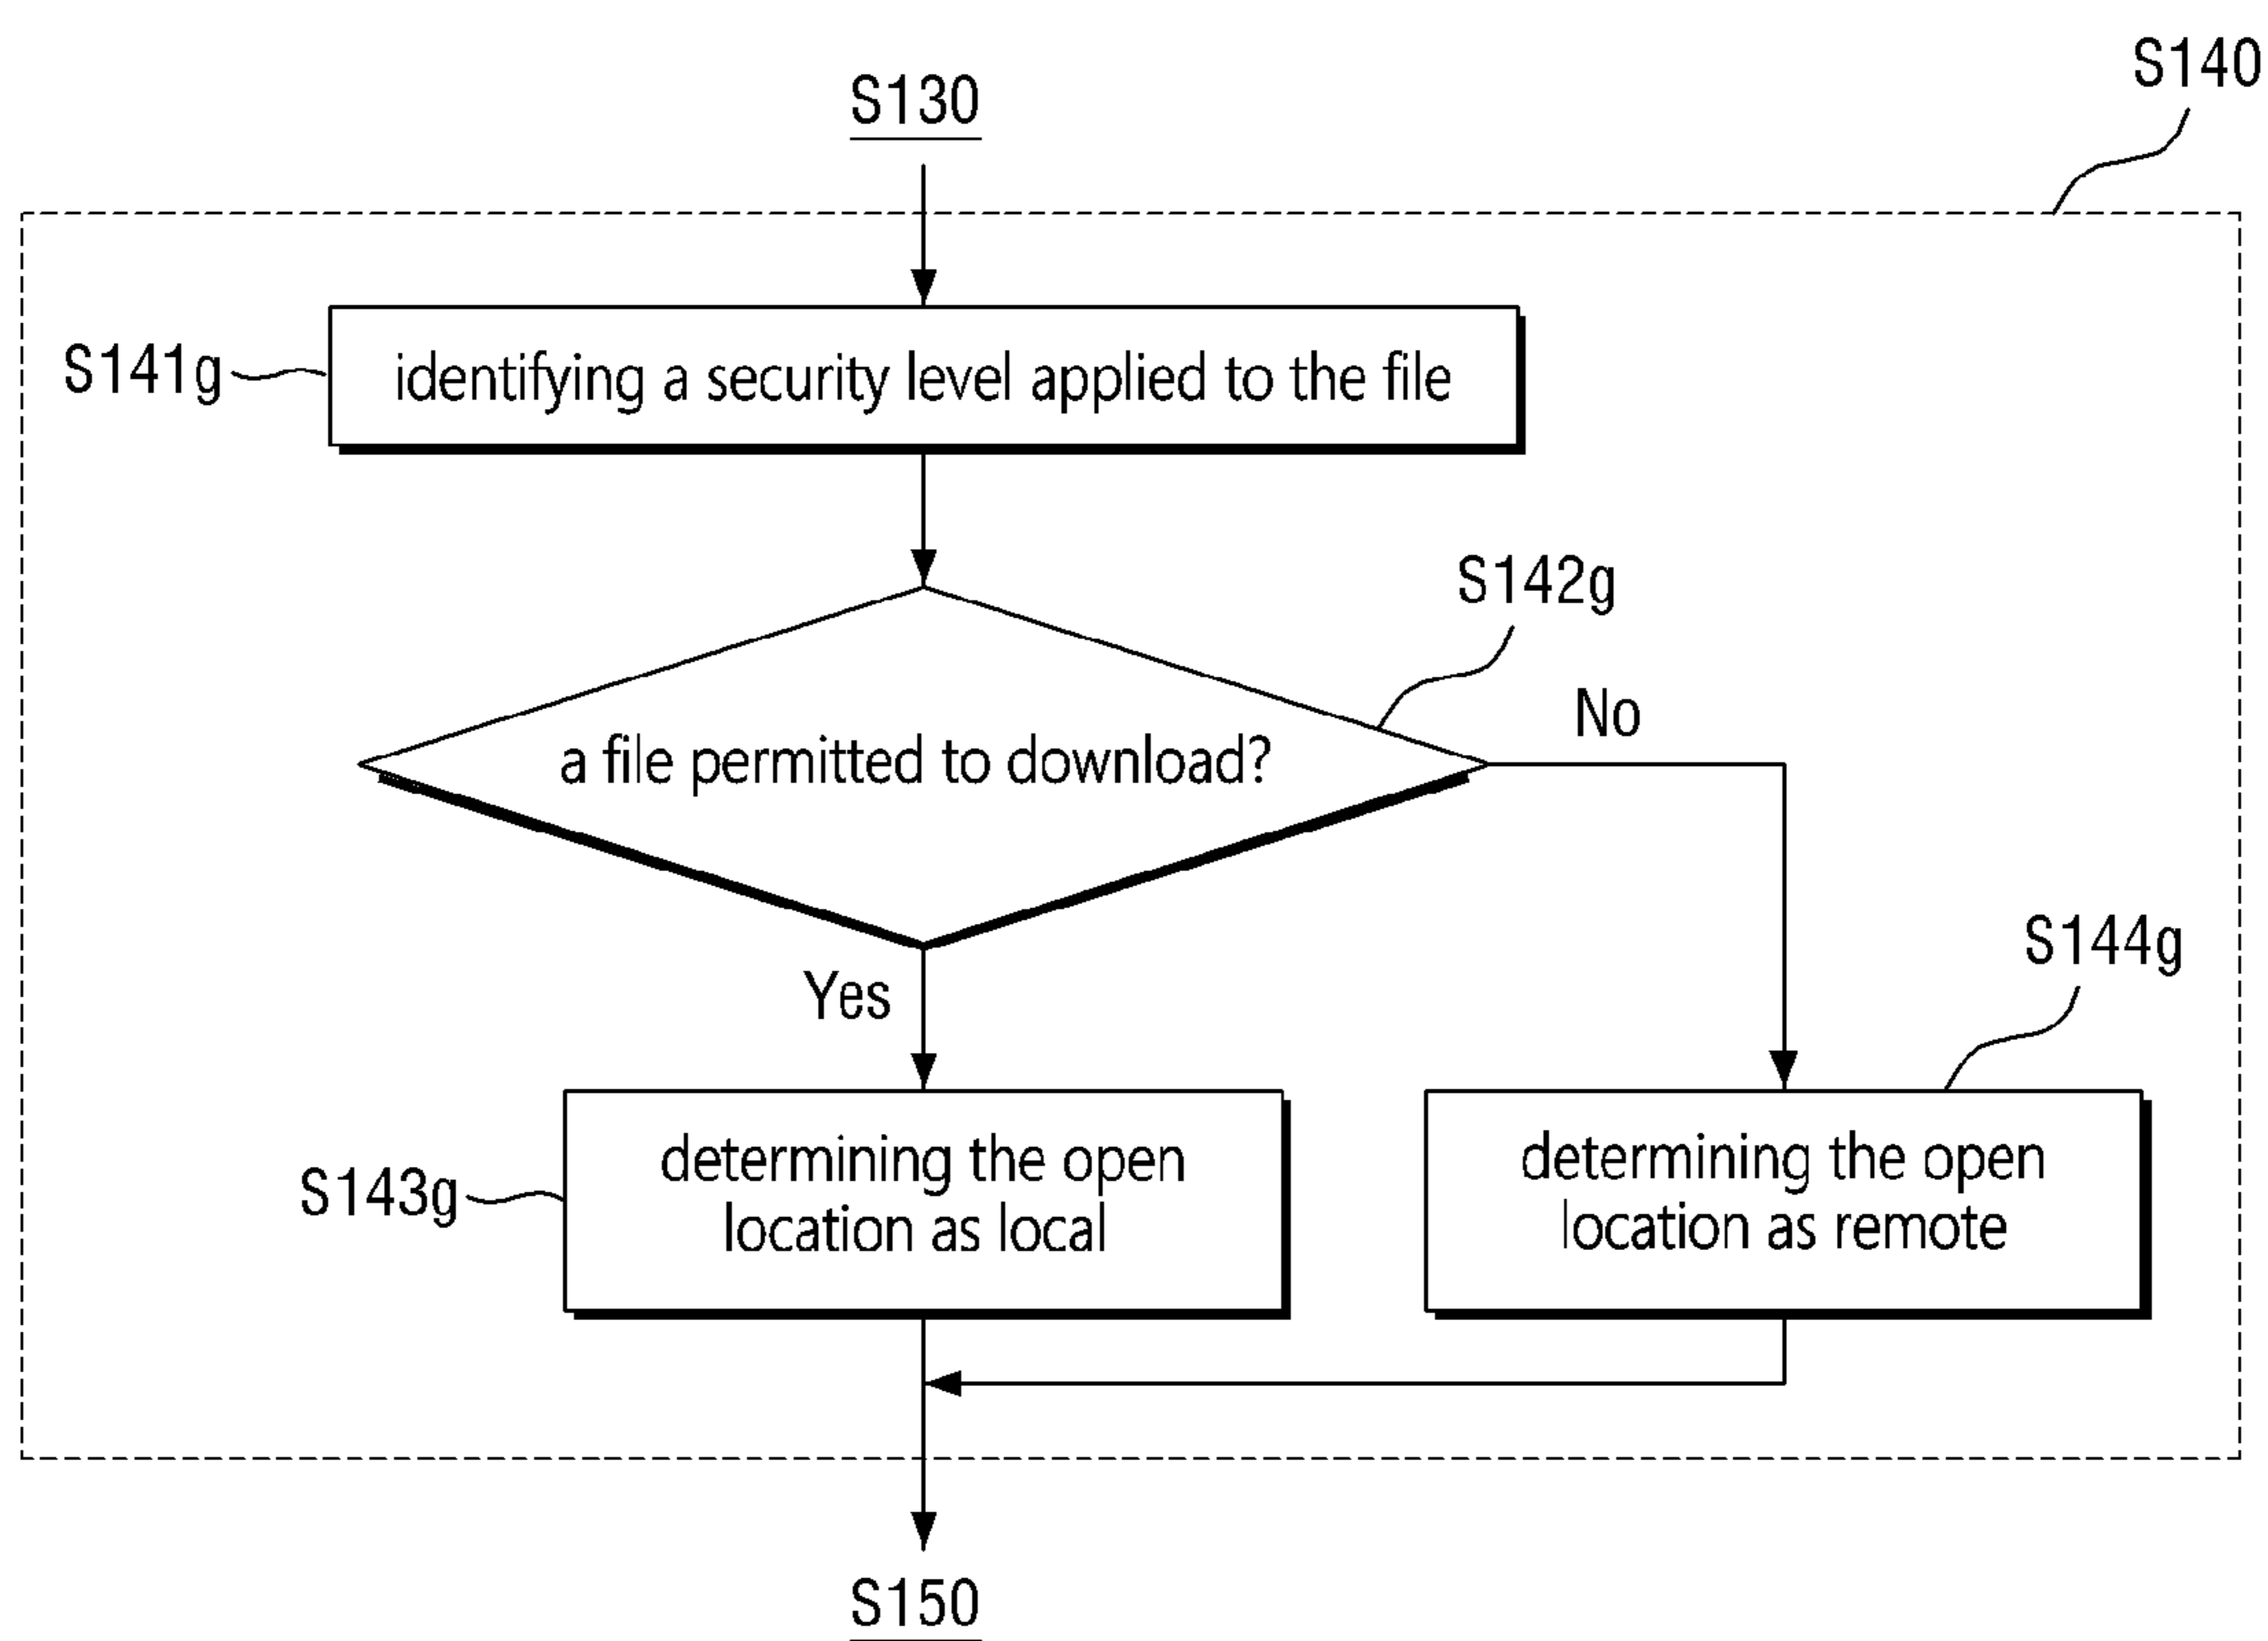 S140
S130
S141g
identifying a security level applied to the file
S142g
No
a file permitted to download?
Yes
S144g
S143g
determining the open
location as local
determining the open
location as remote
S150